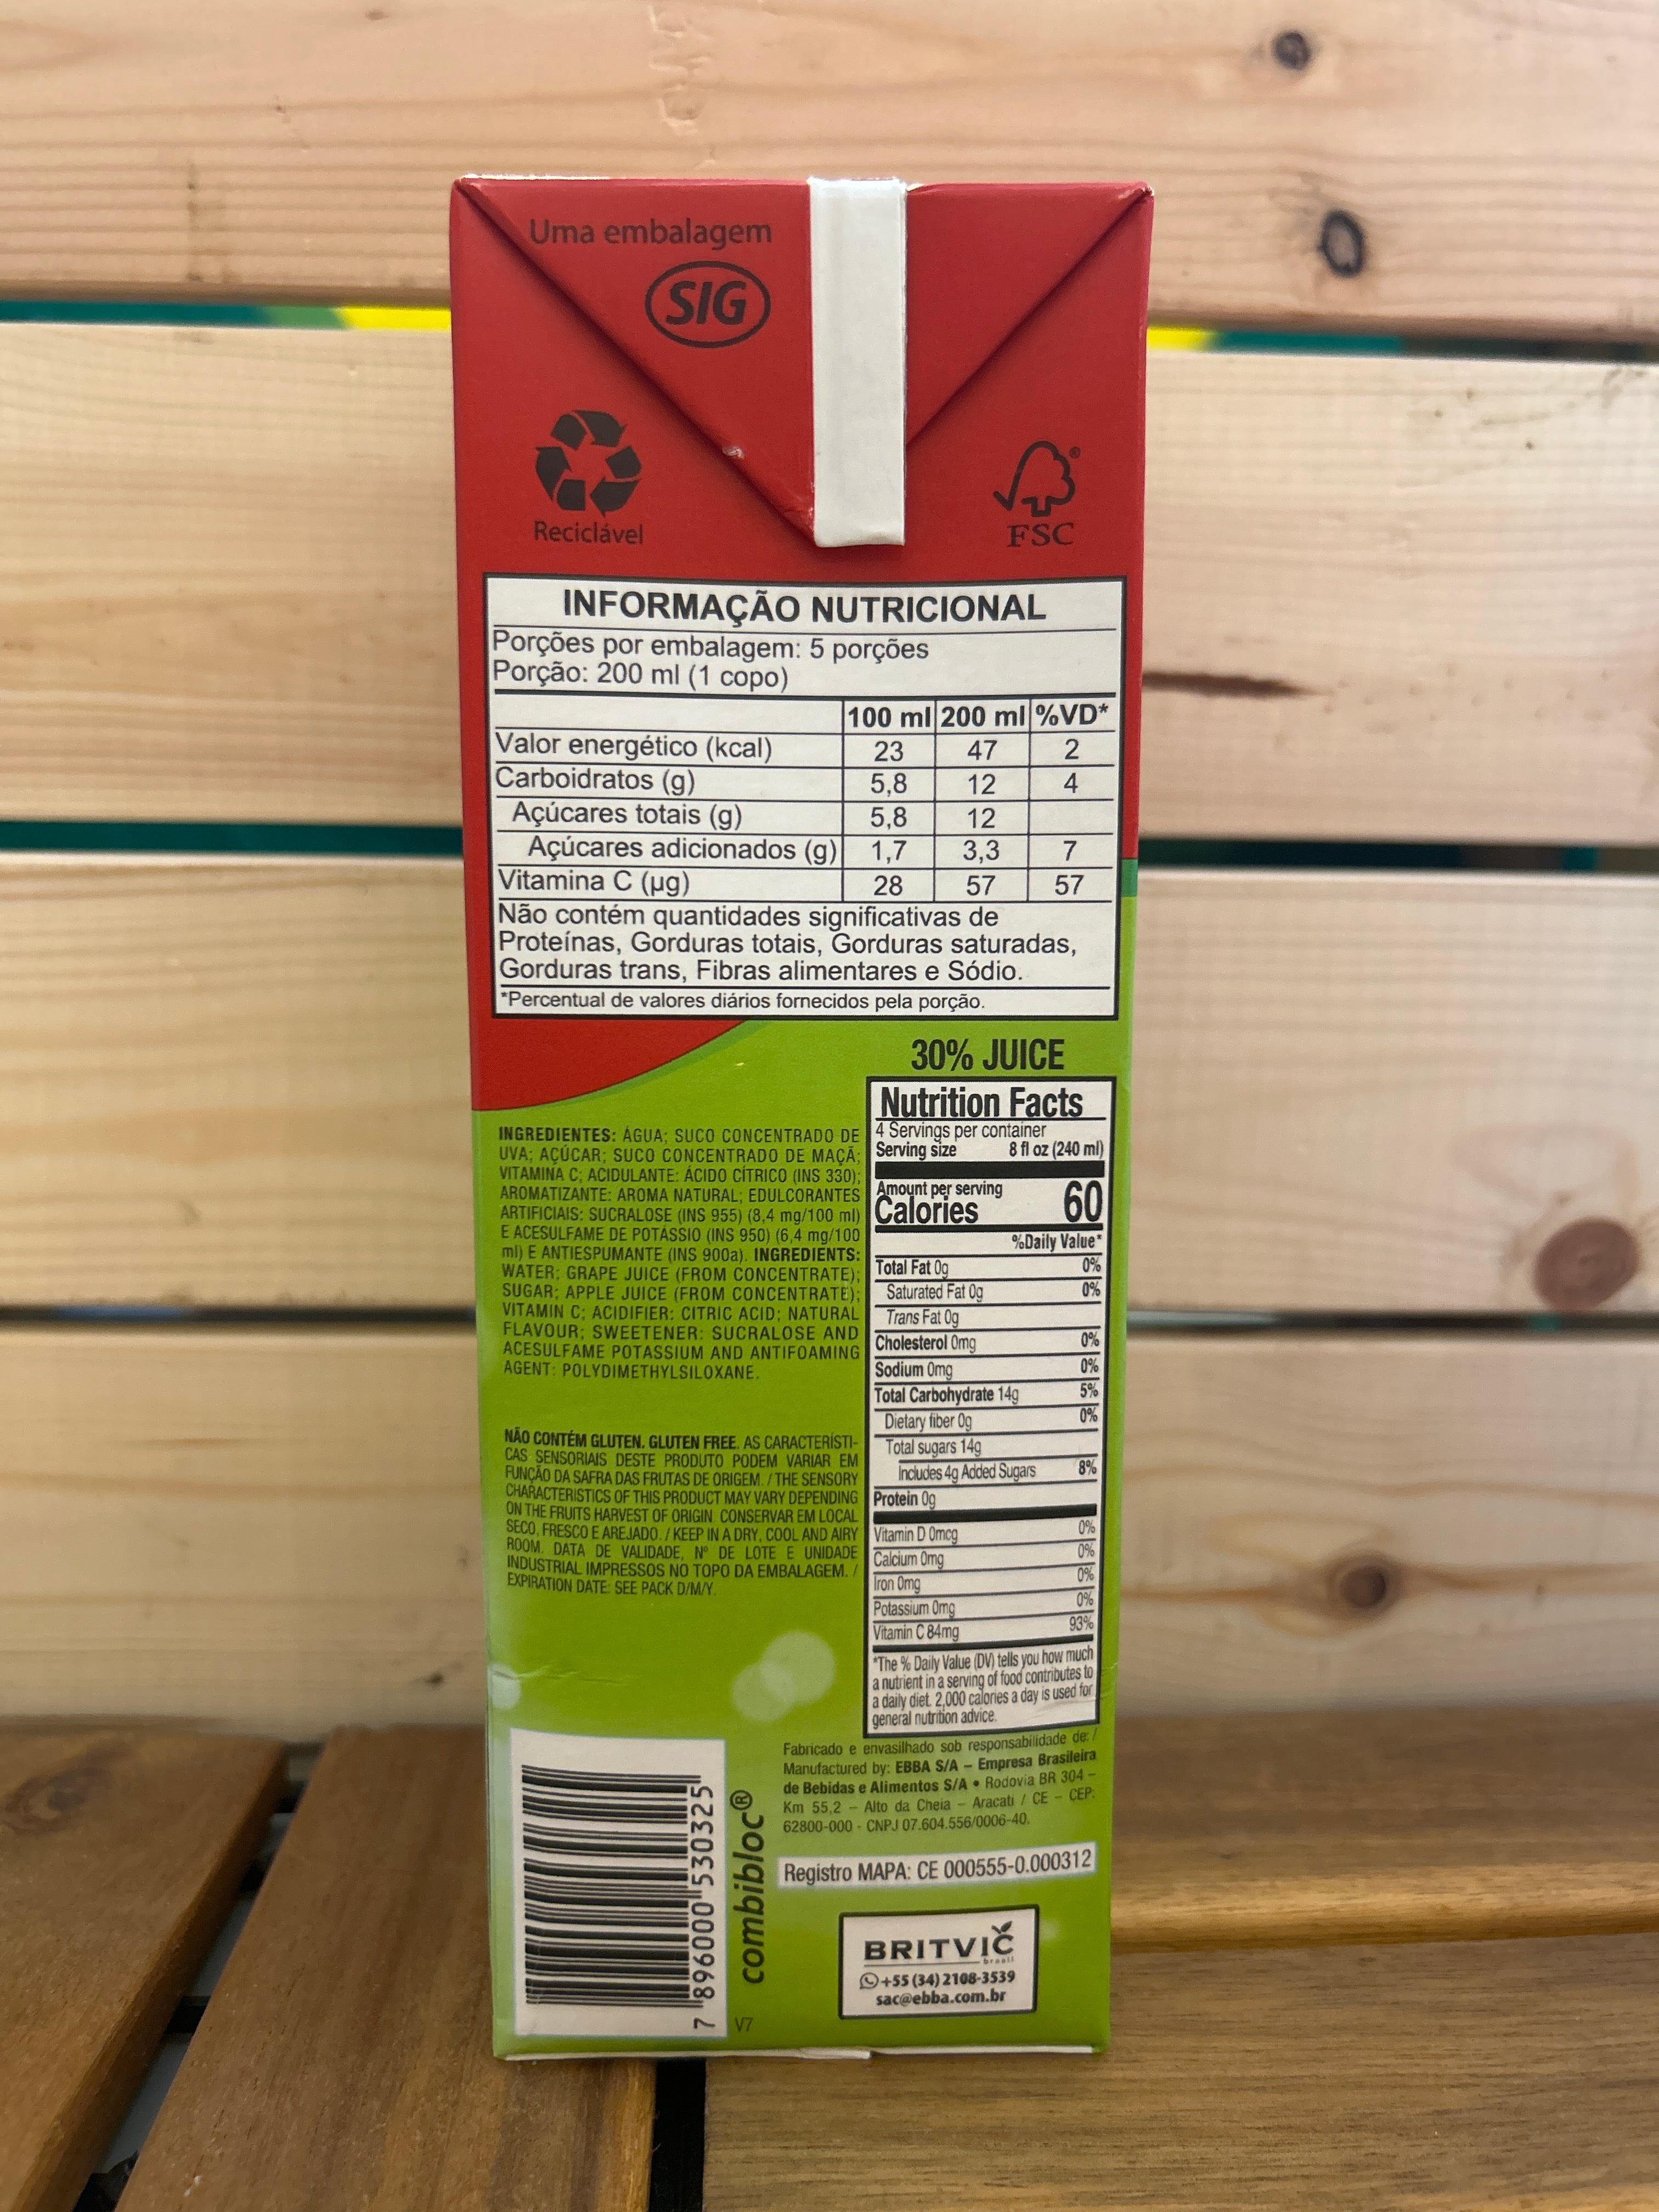 Uma embalagem
SIG
Reciclável
FSC
INFORMAÇÃO NUTRICIONAL
Porções por embalagem: 5 porções
Porção: 200 ml (1 copo)
100 ml 200 ml %VD*
Valor energético (kcal) 23 47 2
Carboidratos (g) 5,8 12 4
Açúcares totais (g) 5,8 12
Açúcares adicionados (g) 1,7 3,3 7
Vitamina C (µg) 28 57 57
Não contém quantidades significativas de
Proteínas, Gorduras totais, Gorduras saturadas,
Gorduras trans, Fibras alimentares e Sódio.
*Percentual de valores diários fornecidos pela porção.
INGREDIENTES: ÁGUA; SUCO CONCENTRADO DE
UVA; AÇÚCAR; SUCO CONCENTRADO DE MAÇÃ;
VITAMINA C; ACIDULANTE: ÁCIDO CÍTRICO (INS 330);
AROMATIZANTE: AROMA NATURAL; EDULCORANTES
ARTIFICIAIS: SUCRALOSE (INS 955) (8,4 mg/100 ml)
E ACESULFAME DE POTÁSSIO (INS 950) (6,4 mg/100
ml) E ANTIESPUMANTE (INS 900a). INGREDIENTS:
WATER; GRAPE JUICE (FROM CONCENTRATE);
SUGAR; APPLE JUICE (FROM CONCENTRATE);
VITAMIN C; ACIDIFIER: CITRIC ACID; NATURAL
FLAVOUR; SWEETENER: SUCRALOSE AND
ACESULFAME POTASSIUM AND ANTIFOAMING
AGENT: POLYDIMETHYLSILOXANE.
NÃO CONTÉM GLUTEN. GLUTEN FREE. AS CARACTERÍSTI-
CAS SENSORIAIS DESTE PRODUTO PODEM VARIAR EM
FUNÇÃO DA SAFRA DAS FRUTAS DE ORIGEM. / THE SENSORY
CHARACTERISTICS OF THIS PRODUCT MAY VARY DEPENDING
ON THE FRUITS HARVEST OF ORIGIN. CONSERVAR EM LOCAL
SECO, FRESCO E AREJADO. / KEEP IN A DRY, COOL AND AIRY
ROOM. DATA DE VALIDADE, Nº DE LOTE E UNIDADE
INDUSTRIAL IMPRESSOS NO TOPO DA EMBALAGEM. /
EXPIRATION DATE: SEE PACK D/M/Y.
30% JUICE
Nutrition Facts
4 Servings per container
Serving size 8 fl oz (240 ml)
Amount per serving
Calories 60
%Daily Value*
Total Fat 0g 0%
Saturated Fat 0g 0%
Trans Fat 0g
Cholesterol 0mg 0%
Sodium 0mg 0%
Total Carbohydrate 14g 5%
Dietary fiber 0g 0%
Total sugars 14g
Includes 4g Added Sugars 8%
Protein 0g
Vitamin D 0mcg 0%
Calcium 0mg 0%
Iron 0mg 0%
Potassium 0mg 0%
Vitamin C 84mg 93%
*The % Daily Value (DV) tells you how much
a nutrient in a serving of food contributes to
a daily diet. 2,000 calories a day is used for
general nutrition advice.
Fabricado e envasilhado sob responsabilidade de: /
Manufactured by: EBBA S/A – Empresa Brasileira
de Bebidas e Alimentos S/A • Rodovia BR 304 –
Km 55,2 – Alto da Cheia – Aracati / CE – CEP.
62800-000 - CNPJ 07.604.556/0006-40.
Registro MAPA: CE 000555-0.000312
BRITVIC
brasil
+55 (34) 2108-3539
sac@ebba.com.br
7 896000 530325
combibloc®
V7